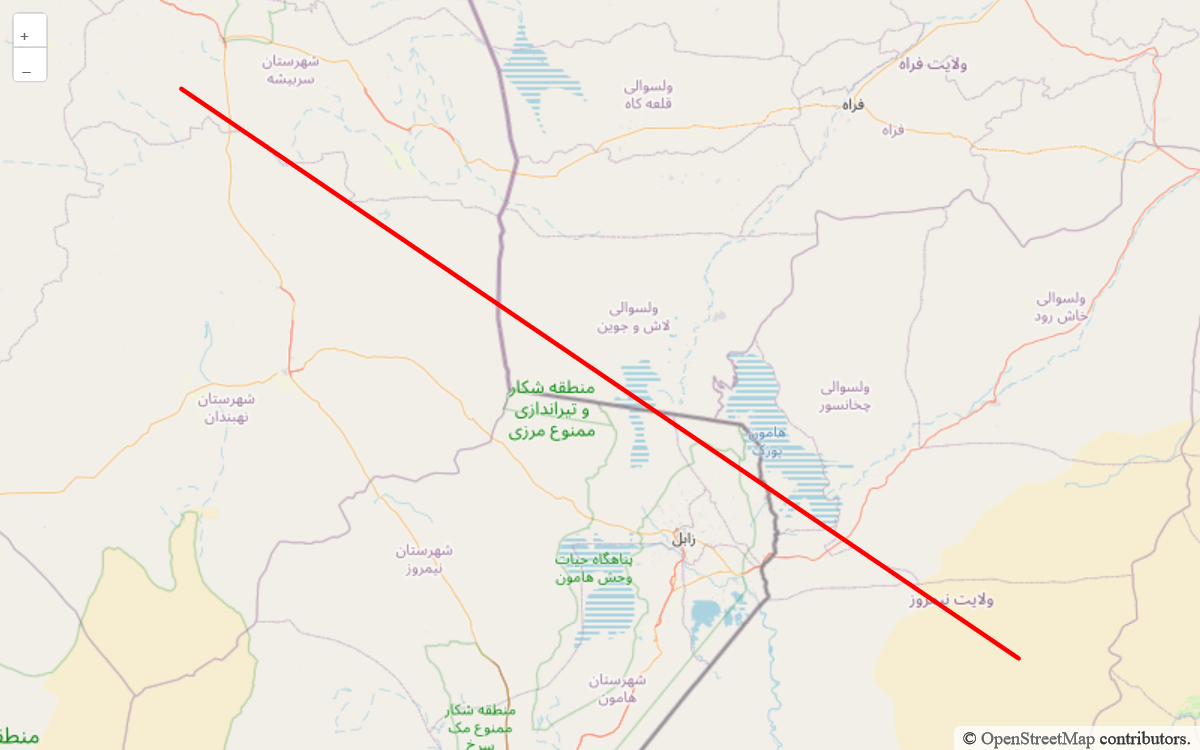 +
–
شهرستان
سربیشه
ولسوالی
قلعه کاه
ولایت فراه
فراه
فراه
ولسوالی
لاش و جوین
ولسوالی
خاش رود
منطقه شکار
و تیراندازی
ممنوع مرزی
ولسوالی
چخانسور
شهرستان
نهبندان
هامون
پوزک
زابل
شهرستان
نیمروز
پناهگاه حیات
وحش هامون
ولایت نیمروز
شهرستان
هامون
منطقه شکار
ممنوع مک
سرخ
© OpenStreetMap contributors.